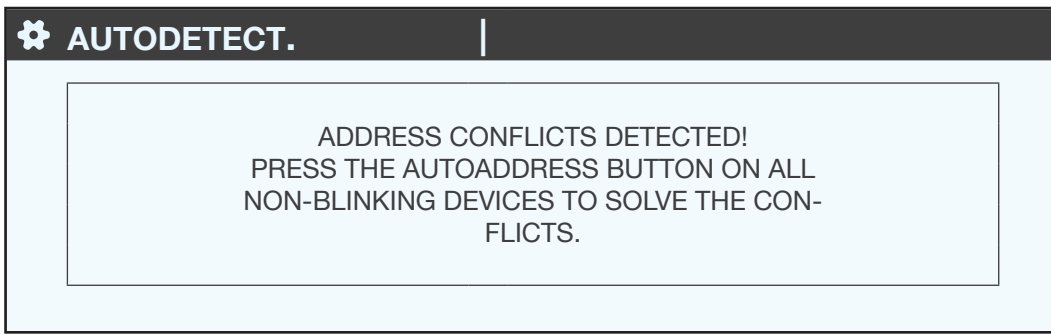 AUTODETECT.
ADDRESS CONFLICTS DETECTED!
PRESS THE AUTOADDRESS BUTTON ON ALL
NON-BLINKING DEVICES TO SOLVE THE CON-
FLICTS.